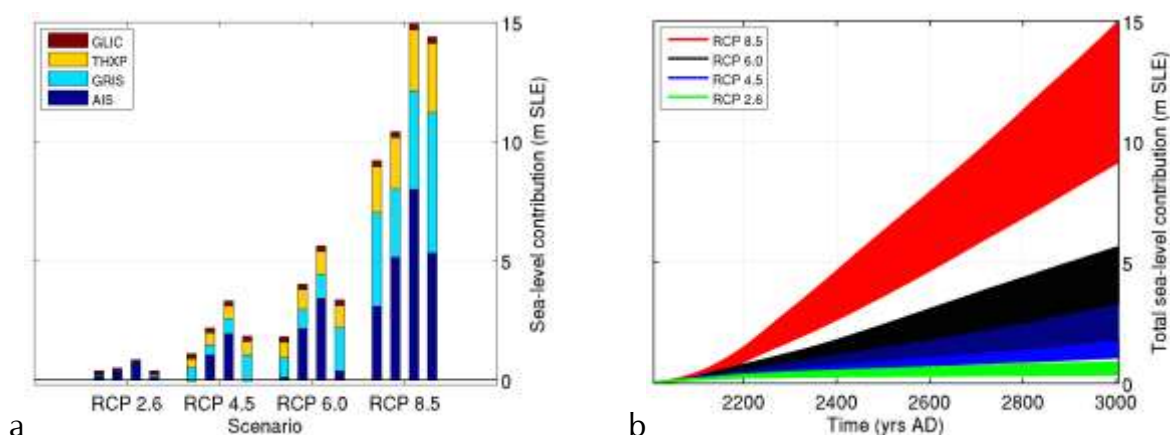 GLIC
THXP
GRIS
AIS
15
10
5
0
Sea-level contribution (m SLE)
RCP 2.6 RCP 4.5 RCP 6.0 RCP 8.5
Scenario
a
RCP 8.5
RCP 6.0
RCP 4.5
RCP 2.6
15
10
5
0
Total sea-level contribution (m SLE)
2200 2400 2600 2800 3000
Time (yrs AD)
b